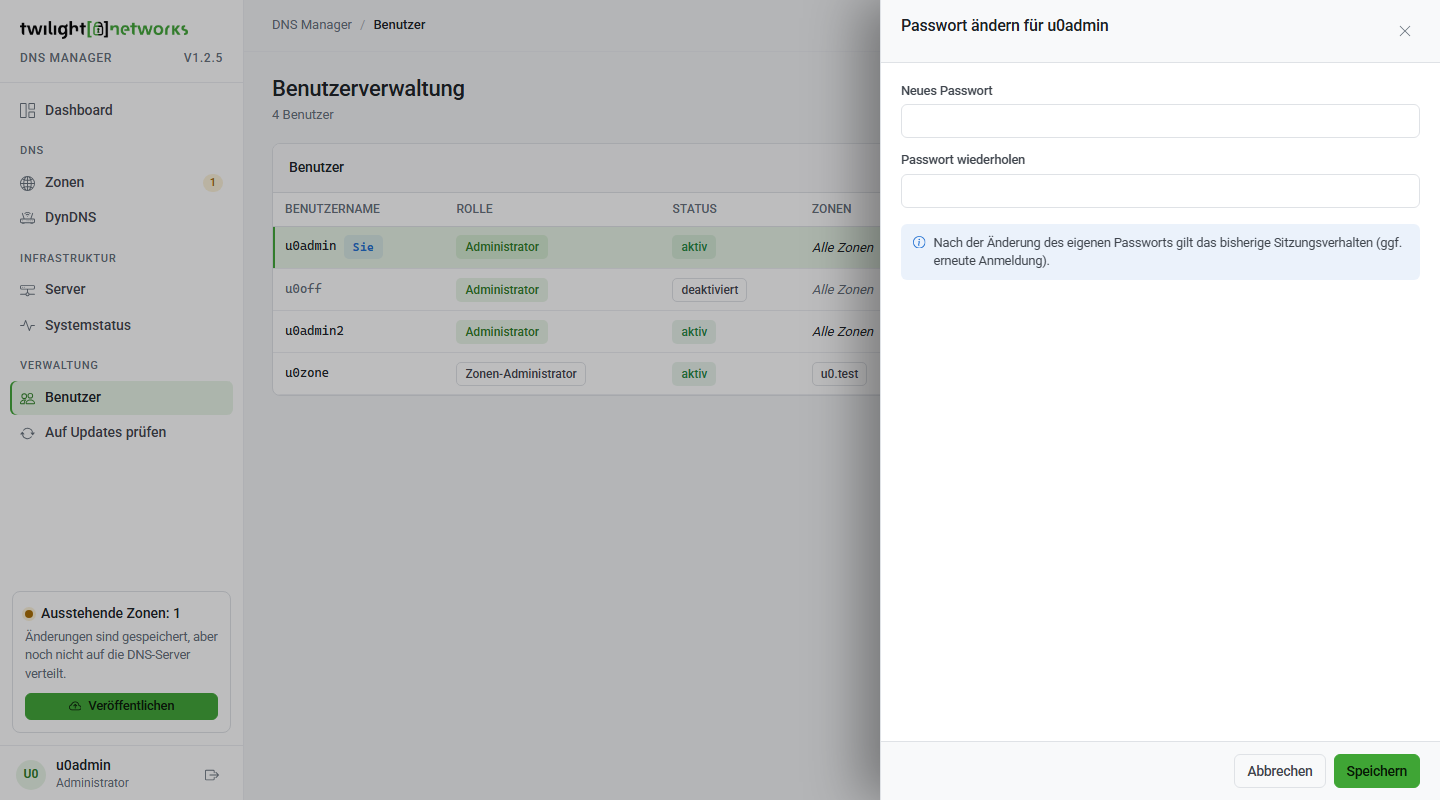 twilight[]networks
DNS MANAGER V1.2.5
Dashboard
DNS
Zonen 1
DynDNS
INFRASTRUKTUR
Server
Systemstatus
VERWALTUNG
Benutzer
Auf Updates prüfen
Ausstehende Zonen: 1
Änderungen sind gespeichert, aber
noch nicht auf die DNS-Server
verteilt.
Veröffentlichen
U0 u0admin
Administrator
DNS Manager / Benutzer
Benutzerverwaltung
4 Benutzer
Benutzer
BENUTZERNAME ROLLE STATUS ZONEN
u0admin Sie Administrator aktiv Alle Zonen
u0off Administrator deaktiviert Alle Zonen
u0admin2 Administrator aktiv Alle Zonen
u0zone Zonen-Administrator aktiv u0.test
Passwort ändern für u0admin
Neues Passwort
Passwort wiederholen
Nach der Änderung des eigenen Passworts gilt das bisherige Sitzungsverhalten (ggf.
erneute Anmeldung).
Abbrechen Speichern